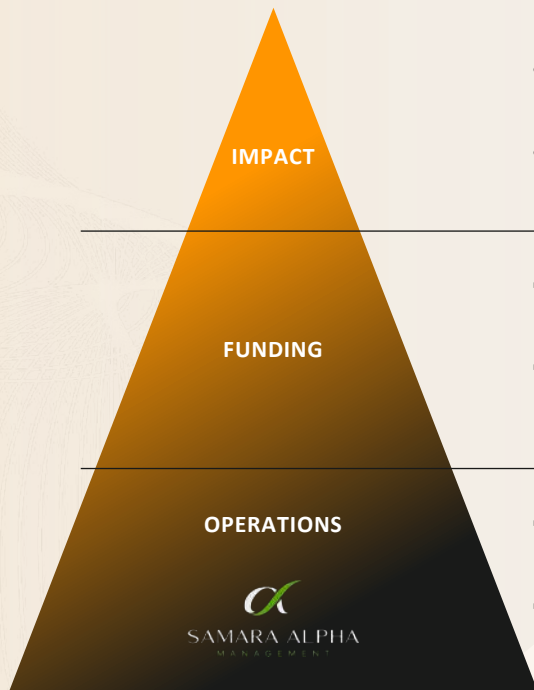 IMPACT
FUNDING
OPERATIONS
SAMARA ALPHA
MANAGEMENT